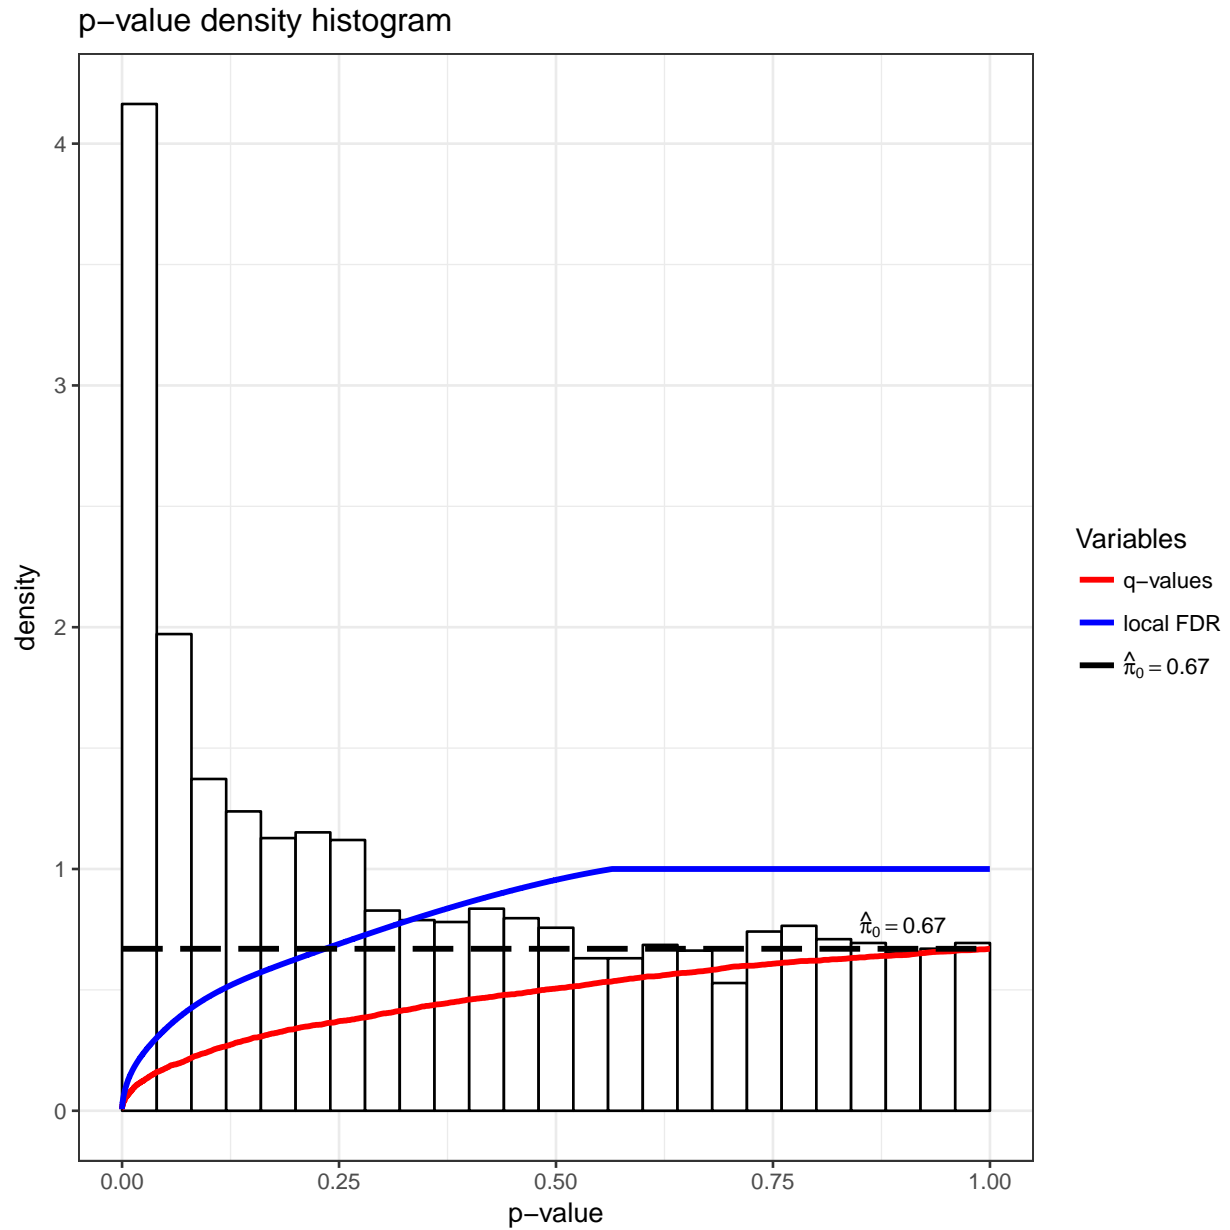 p−value density histogram
4
3
2
1
0
density
0.00 0.25 0.50 0.75 1.00
p−value
π̂₀ = 0.67
Variables
q−values
local FDR
π̂₀ = 0.67